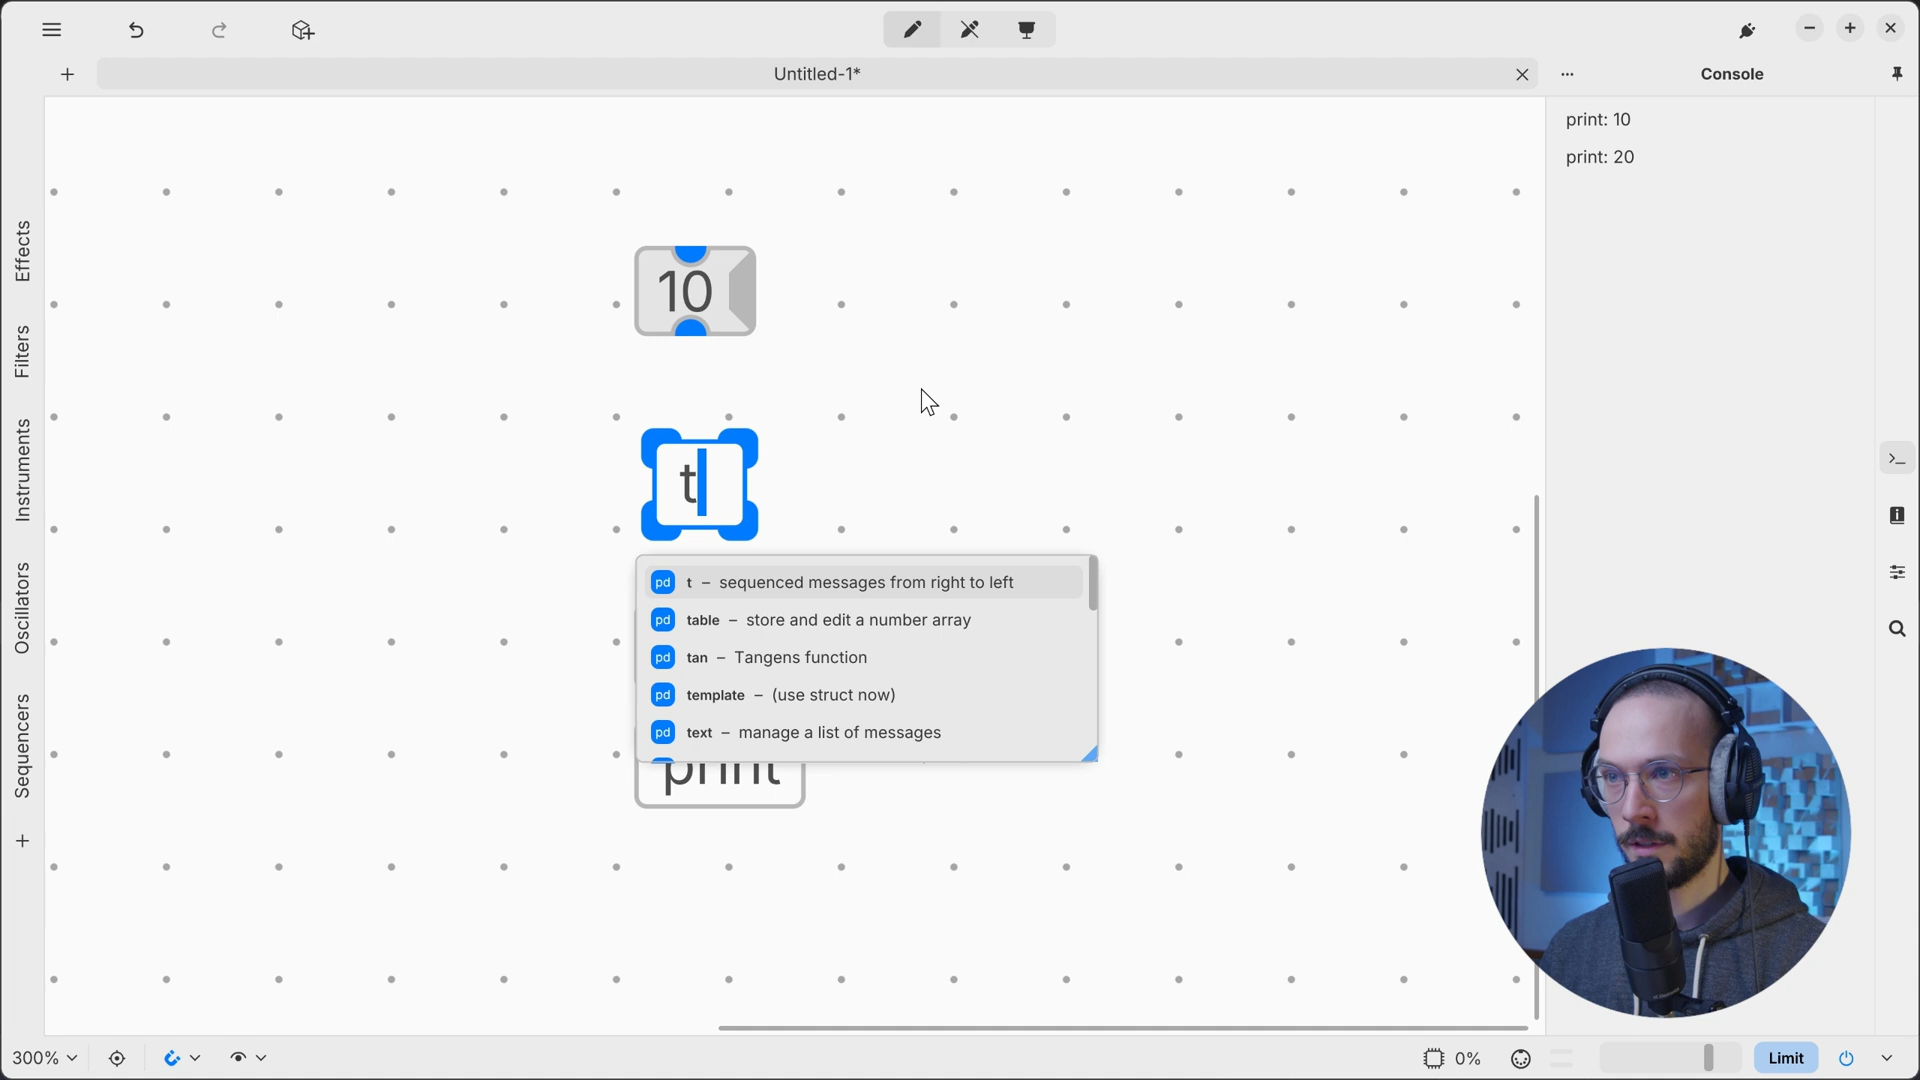 Untitled-1*
Console
print: 10
print: 20
Effects
Filters
Instruments
Oscillators
Sequencers
10
t
pd t – sequenced messages from right to left
pd table – store and edit a number array
pd tan – Tangens function
pd template – (use struct now)
pd text – manage a list of messages
print
300%
0%
Limit